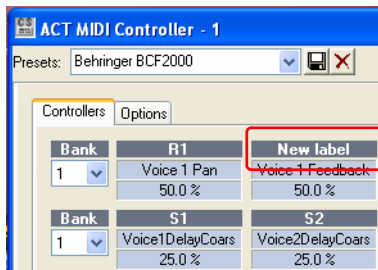 ACT MIDI Controller - 1
Presets: Behringer BCF2000
Controllers Options
Bank R1 New label
1 Voice 1 Pan Voice 1 Feedback
50.0 % 50.0 %
Bank S1 S2
1 Voice1DelayCoars Voice2DelayCoars
25.0 % 25.0 %